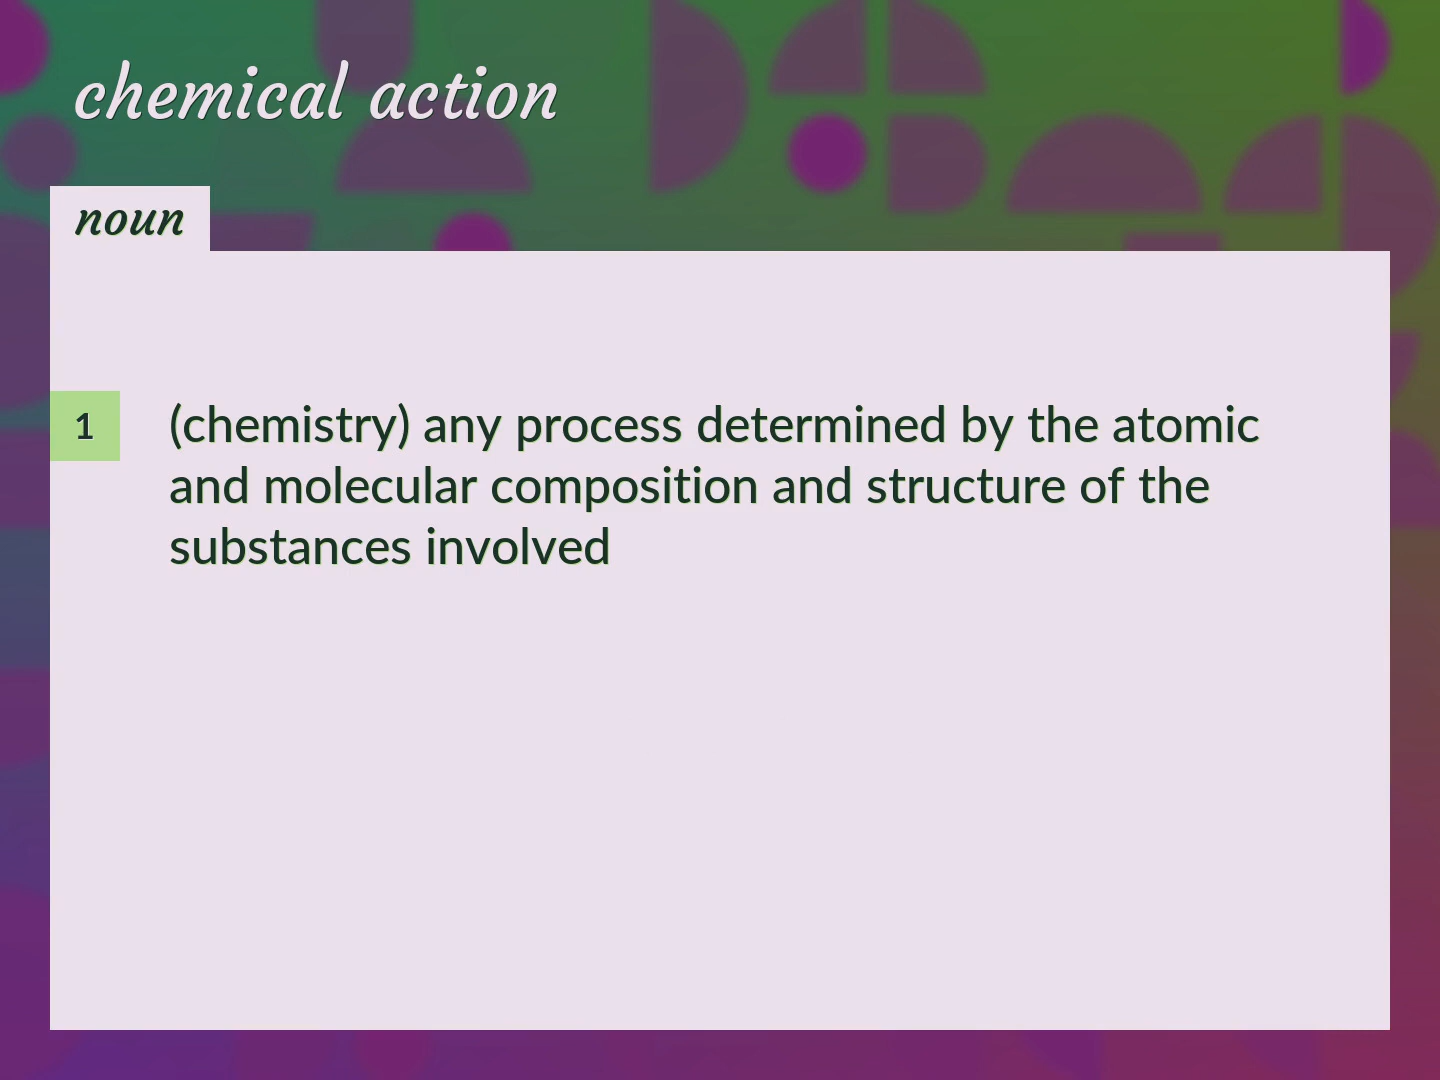 chemical action
noun
1 (chemistry) any process determined by the atomic
and molecular composition and structure of the
substances involved